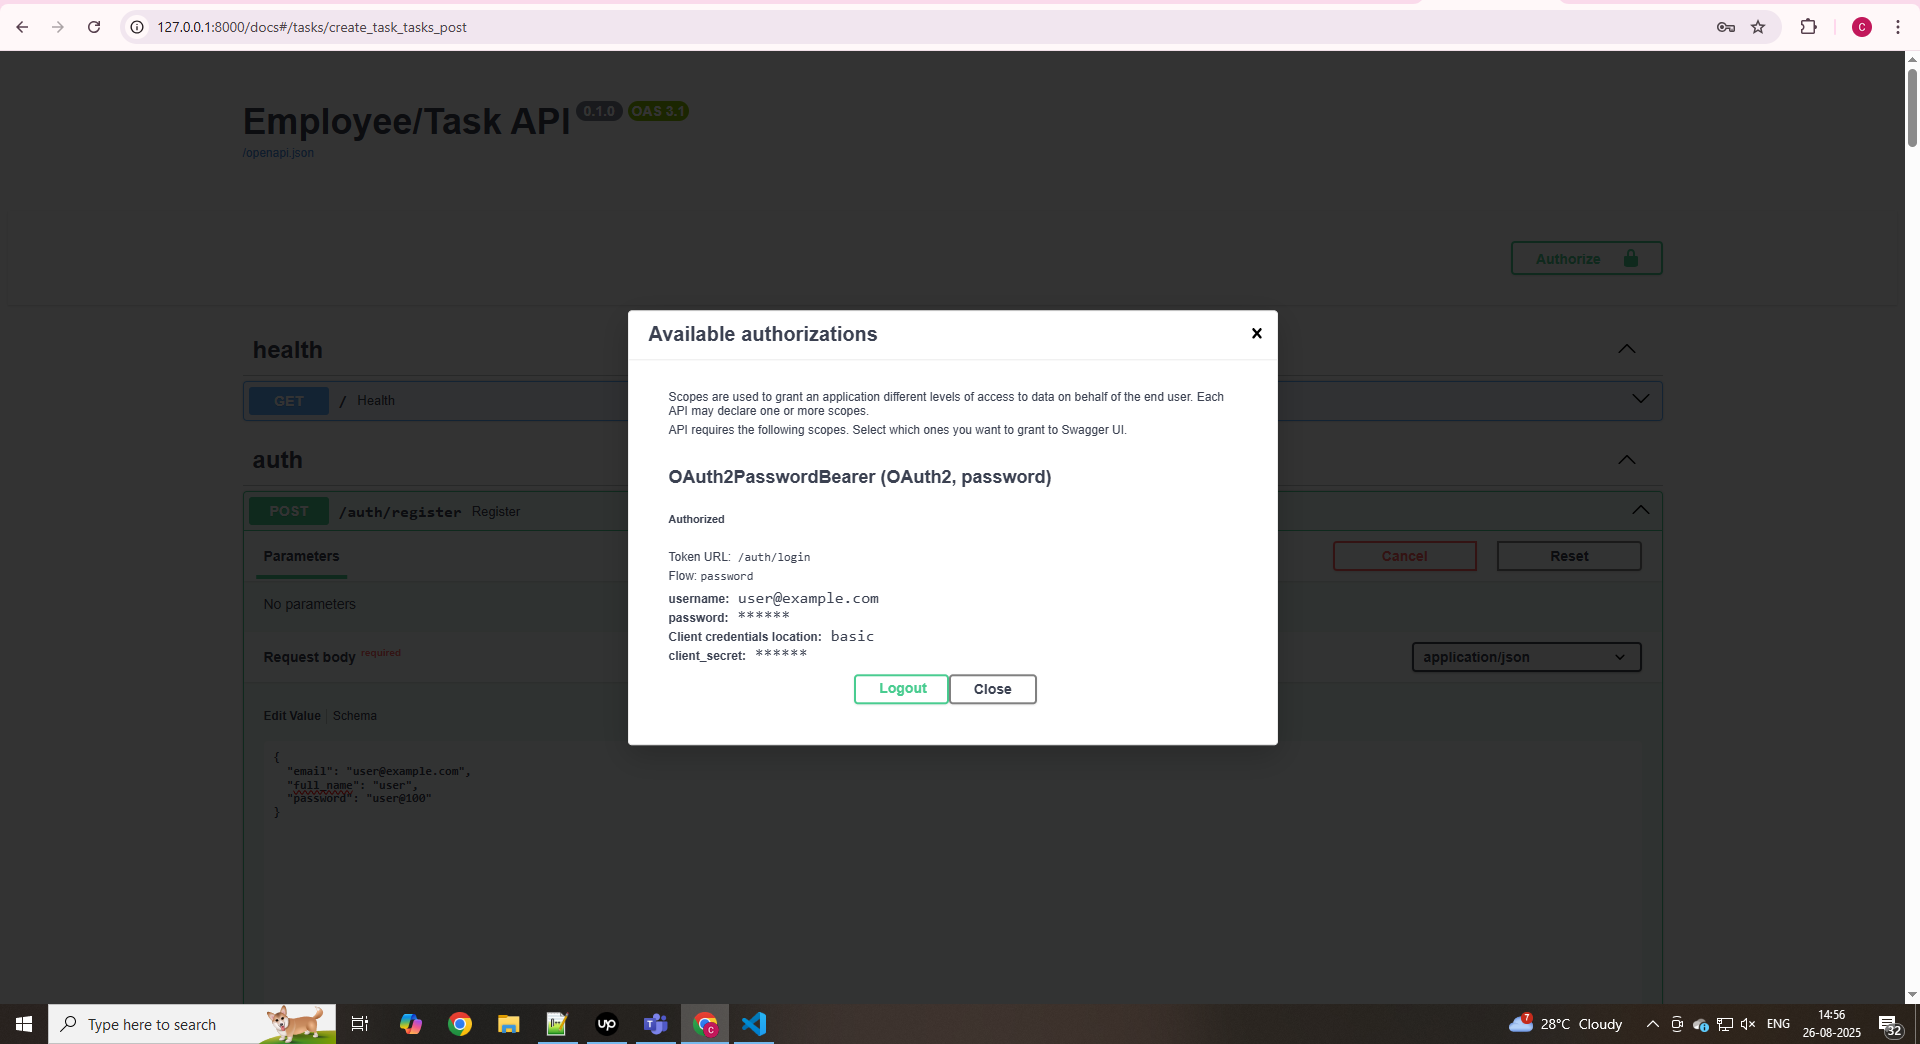 127.0.0.1:8000/docs#/tasks/create_task_tasks_post
C
Employee/Task API 0.1.0 OAS 3.1
/openapi.json
Authorize
health
GET / Health
auth
POST /auth/register Register
Parameters
Cancel Reset
No parameters
Request body required
application/json
Edit Value | Schema
{
"email": "user@example.com",
"full_name": "user",
"password": "user@100"
}
Available authorizations
Scopes are used to grant an application different levels of access to data on behalf of the end user. Each
API may declare one or more scopes.
API requires the following scopes. Select which ones you want to grant to Swagger UI.
OAuth2PasswordBearer (OAuth2, password)
Authorized
Token URL: /auth/login
Flow: password
username: user@example.com
password: ******
Client credentials location: basic
client_secret: ******
Logout Close
Type here to search
up
C
7
28°C Cloudy
ENG
14:56
26-08-2025
32